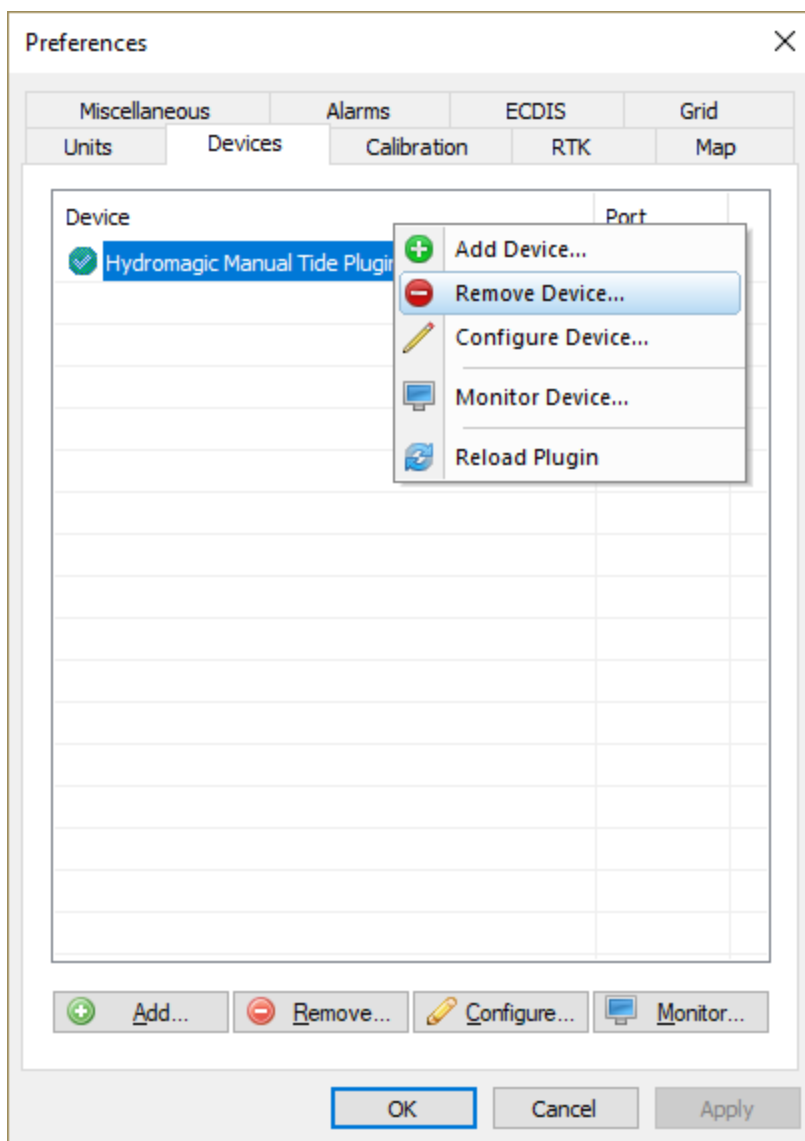 Preferences
Miscellaneous Alarms ECDIS Grid
Units Devices Calibration RTK Map
Device Port
Hydromagic Manual Tide Plugin
Add Device...
Remove Device...
Configure Device...
Monitor Device...
Reload Plugin
Add... Remove... Configure... Monitor...
OK Cancel Apply